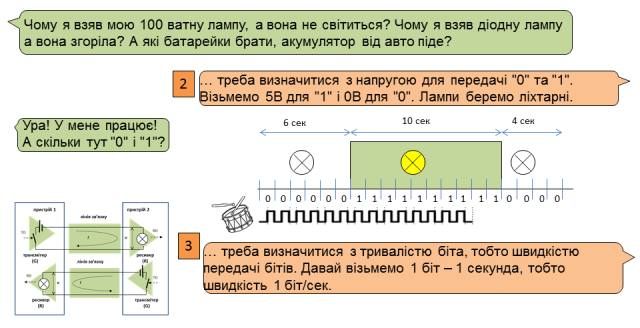 Чому я взяв мою 100 ватну лампу, а вона не світиться? Чому я взяв діодну лампу
а вона згоріла? А які батарейки брати, акумулятор від авто піде?
2
… треба визначитися з напругою для передачі "0" та "1".
Візьмемо 5В для "1" і 0В для "0". Лампи беремо ліхтарні.
Ура! У мене працює!
А скільки тут "0" і "1"?
6 сек
10 сек
4 сек
0 0 0 0 0 0 1 1 1 1 1 1 1 1 1 1 0 0 0 0
пристрій 1
лінія зв'язку
пристрій 2
трансмітер
(G)
ресивер
(R)
лінія зв'язку
ресивер
(R)
трансмітер
(G)
3
… треба визначитися з тривалістю біта, тобто швидкістю
передачі бітів. Давай візьмемо 1 біт – 1 секунда, тобто
швидкість 1 біт/сек.